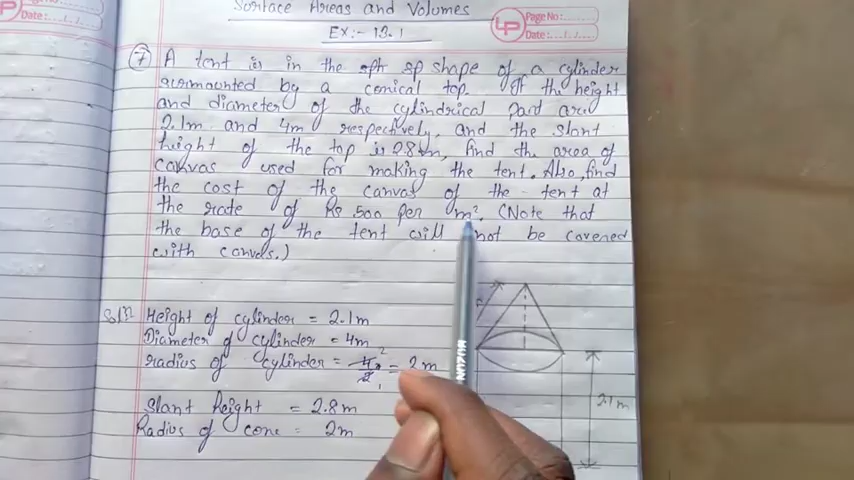 Surface Areas and Volumes
Ex:- 13.1
Page No:
Date:
Date:
7 A tent is in the sph sp shape of a cylinder
surmounted by a conical top. If the height
and diameter of the cylindrical part are
2.1m and 4m respectively, and the slant
height of the top is 2.8m, find the area of
canvas used for making the tent. Also, find
the cost of the canvas of the tent at
the rate of Rs 500 per m². (Note that
the base of the tent will not be covered
with canvas.)
Height of cylinder = 2.1m
Diameter of cylinder = 4m
radius of cylinder = 4/2 = 2m
Slant height = 2.8m
Radius of cone = 2m
2.1m